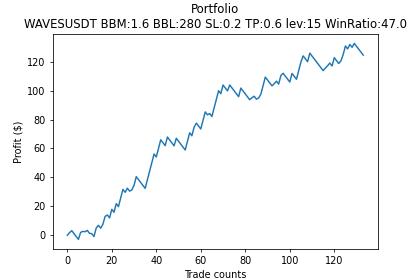 Portfolio
WAVESUSDT BBM:1.6 BBL:280 SL:0.2 TP:0.6 lev:15 WinRatio:47.0
Profit ($)
120
100
80
60
40
20
0
0 20 40 60 80 100 120
Trade counts